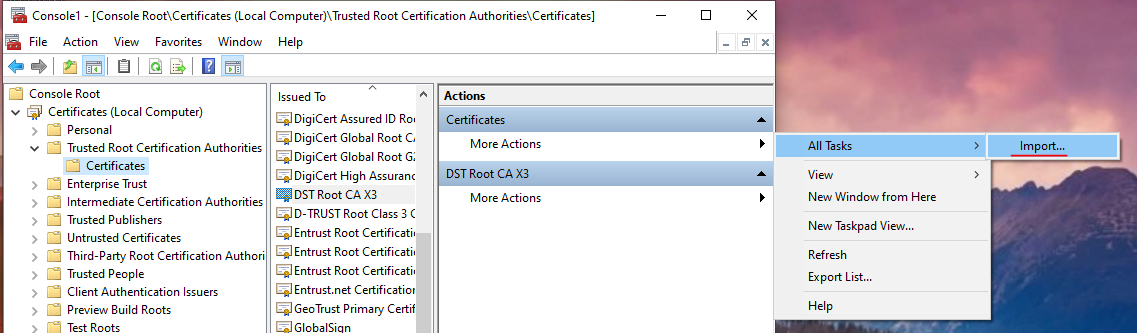 Console1 - [Console Root\Certificates (Local Computer)\Trusted Root Certification Authorities\Certificates]
File Action View Favorites Window Help
Console Root
Certificates (Local Computer)
Personal
Trusted Root Certification Authorities
Certificates
Enterprise Trust
Intermediate Certification Authorities
Trusted Publishers
Untrusted Certificates
Third-Party Root Certification Authori
Trusted People
Client Authentication Issuers
Preview Build Roots
Test Roots
Issued To
DigiCert Assured ID Ro
DigiCert Global Root CA
DigiCert Global Root G2
DigiCert High Assuranc
DST Root CA X3
D-TRUST Root Class 3 C
Entrust Root Certification
Entrust Root Certification
Entrust Root Certification
Entrust.net Certification
GeoTrust Primary Certif
GlobalSign
Actions
Certificates
More Actions
DST Root CA X3
More Actions
All Tasks
View
New Window from Here
New Taskpad View...
Refresh
Export List...
Help
Import...